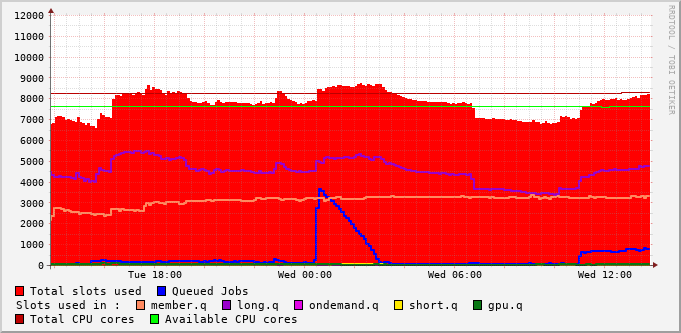 12000
11000
10000
9000
8000
7000
6000
5000
4000
3000
2000
1000
0
Tue 18:00 Wed 00:00 Wed 06:00 Wed 12:00
RRDTOOL / TOBI OETIKER
Total slots used Queued Jobs
Slots used in : member.q long.q ondemand.q short.q gpu.q
Total CPU cores
Available CPU cores